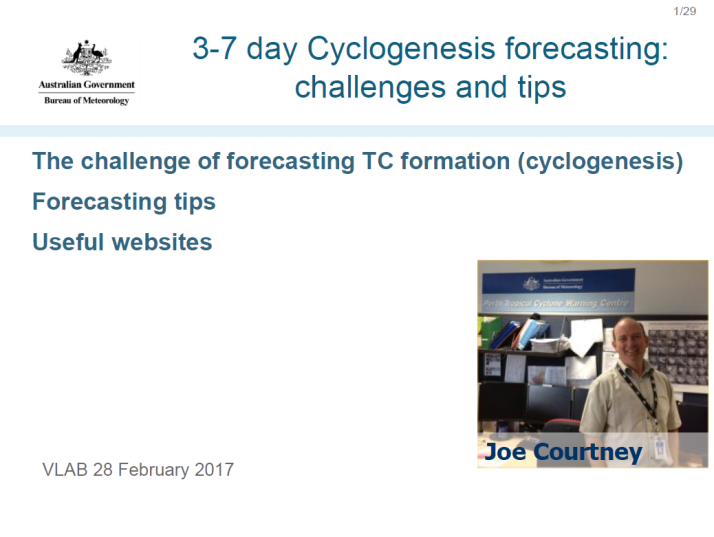 1/29
3-7 day Cyclogenesis forecasting:
challenges and tips
Australian Government
Bureau of Meteorology
The challenge of forecasting TC formation (cyclogenesis)
Forecasting tips
Useful websites
Australian Government
Bureau of Meteorology
Perth Tropical Cyclone Warning Centre
Joe Courtney
VLAB 28 February 2017